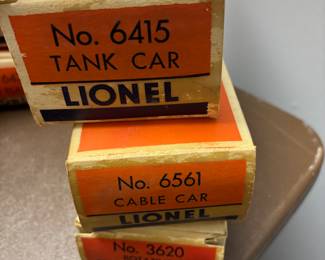 No. 6415
TANK CAR
LIONEL
No. 6561
CABLE CAR
LIONEL
No. 3620